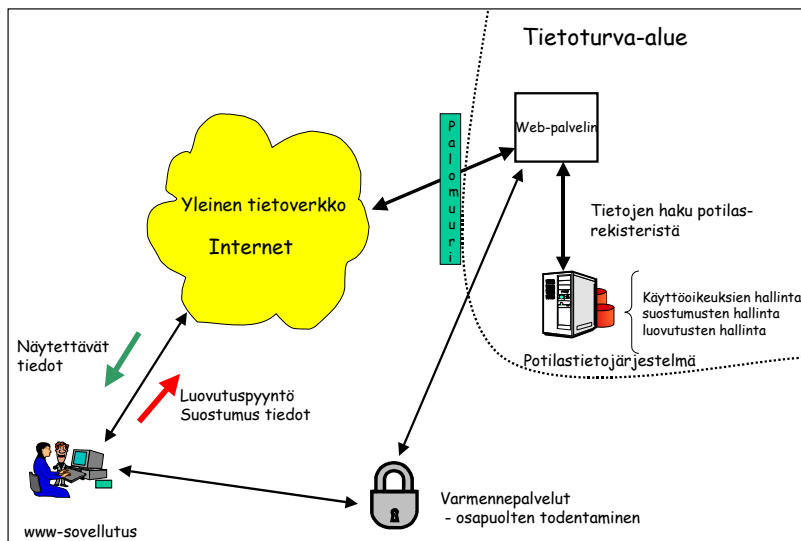 Tietoturva-alue
Palomuuri
Web-palvelin
Yleinen tietoverkko
Internet
Tietojen haku potilas-
rekisteristä
Käyttöoikeuksien hallinta
suostumusten hallinta
luovutusten hallinta
Potilastietojärjestelmä
Näytettävät
tiedot
Luovutuspyyntö
Suostumus tiedot
www-sovellutus
Varmennepalvelut
- osapuolten todentaminen